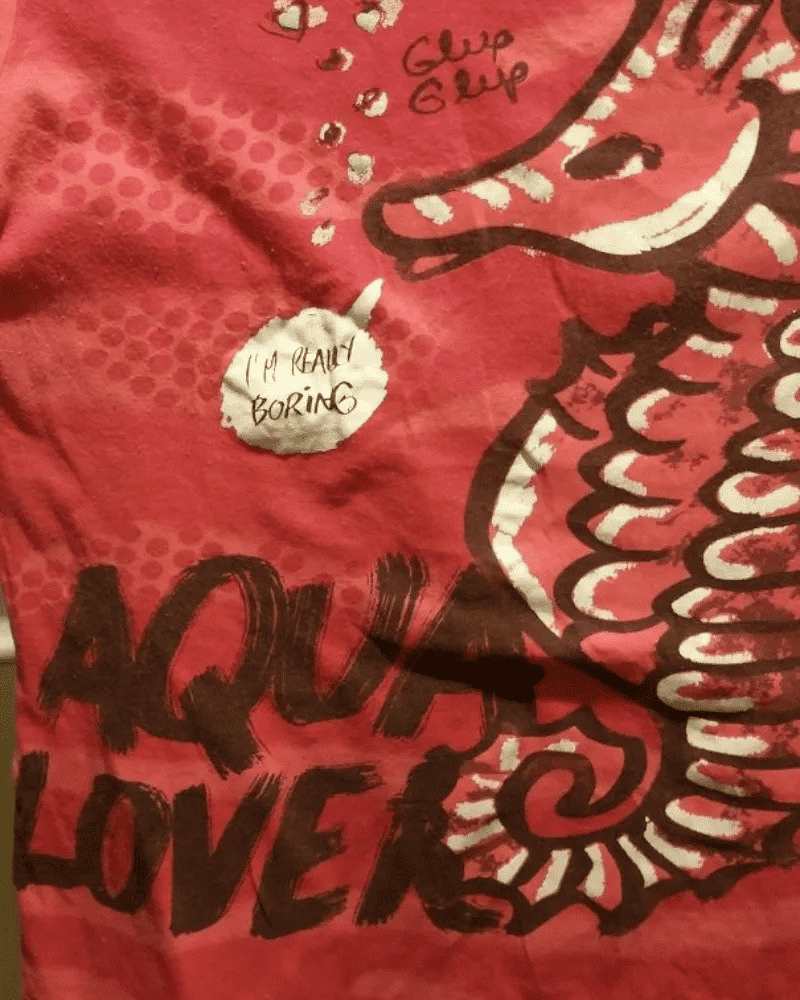 Glup
Glup
I'M REALLY
BORING
AQUA
LOVER